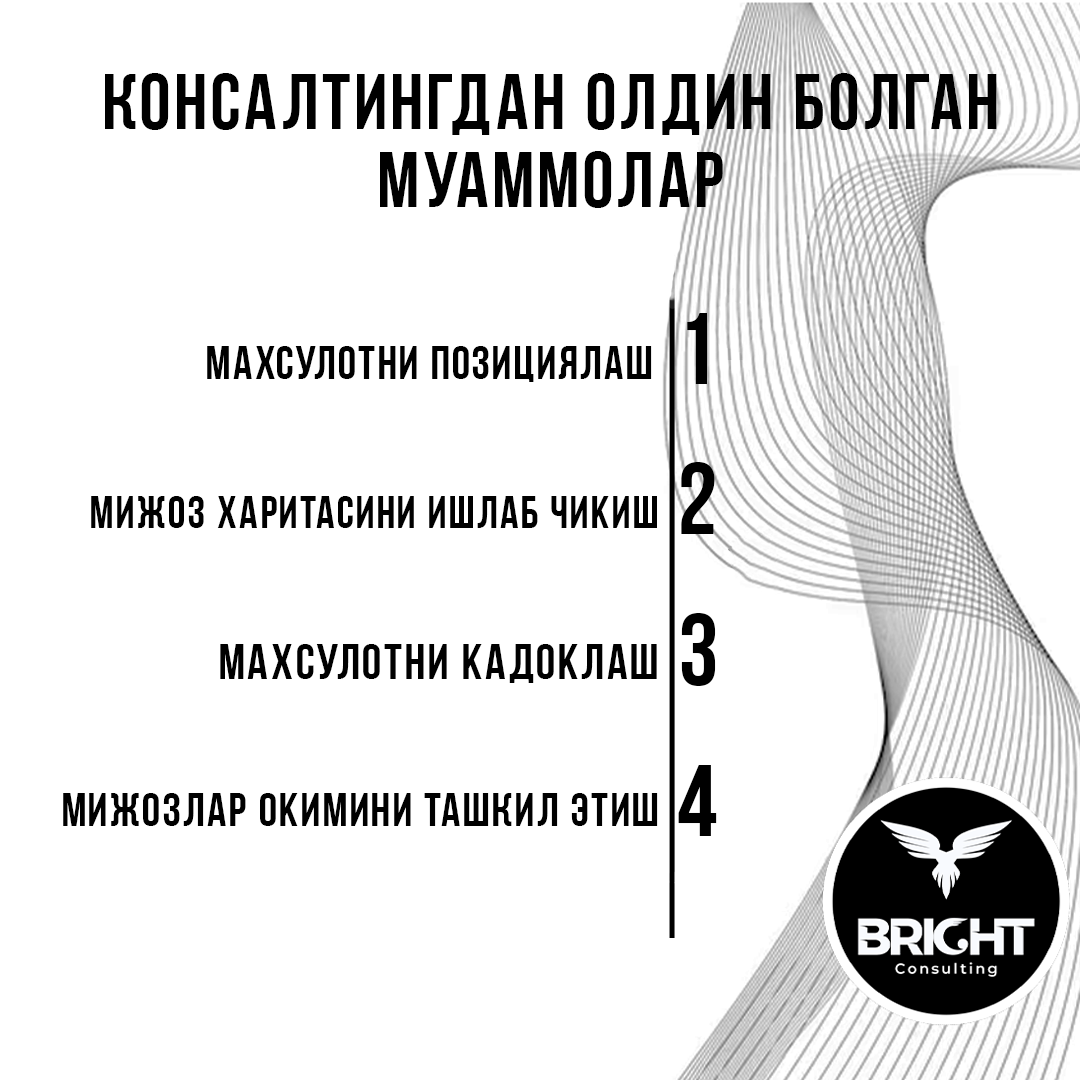 КОНСАЛТИНГДАН ОЛДИН БОЛГАН
МУАММОЛАР
МАХСУЛОТНИ ПОЗИЦИЯЛАШ 1
МИЖОЗ ХАРИТАСИНИ ИШЛАБ ЧИКИШ 2
МАХСУЛОТНИ КАДОКЛАШ 3
МИЖОЗЛАР ОКИМИНИ ТАШКИЛ ЭТИШ 4
BRIGHT
Consulting